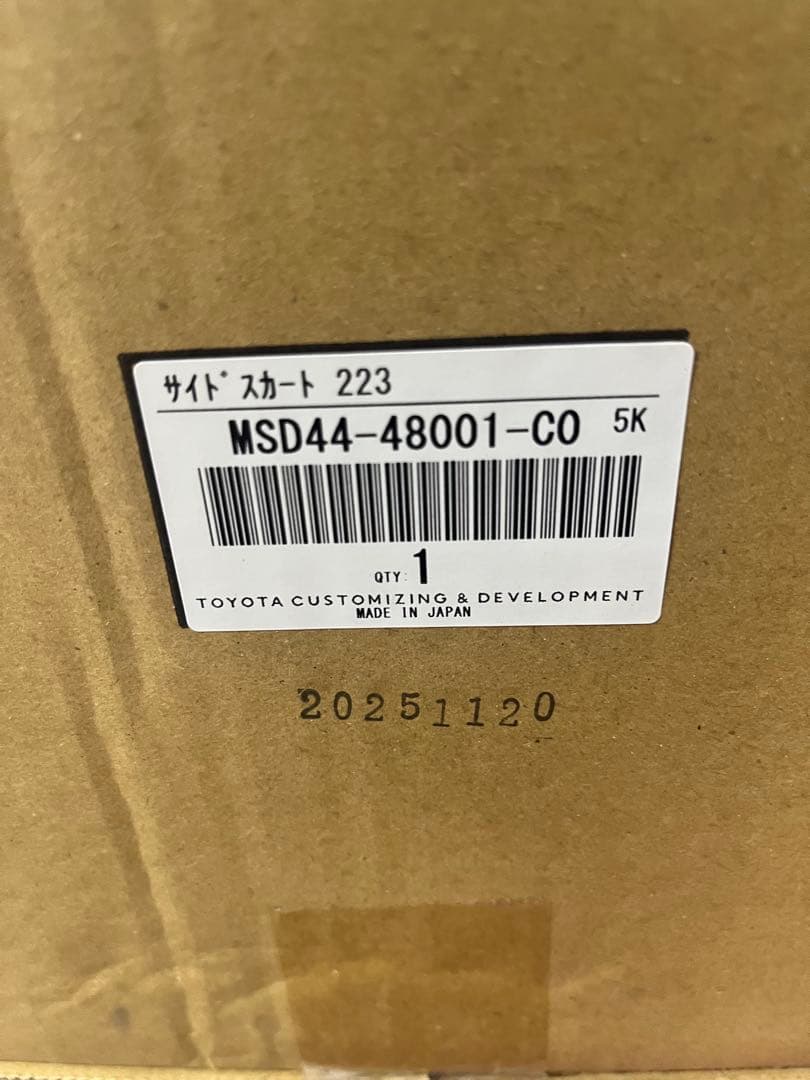 サイドスカート 223
MSD44-48001-C0 5K
QTY: 1
TOYOTA CUSTOMIZING & DEVELOPMENT
MADE IN JAPAN
20251120